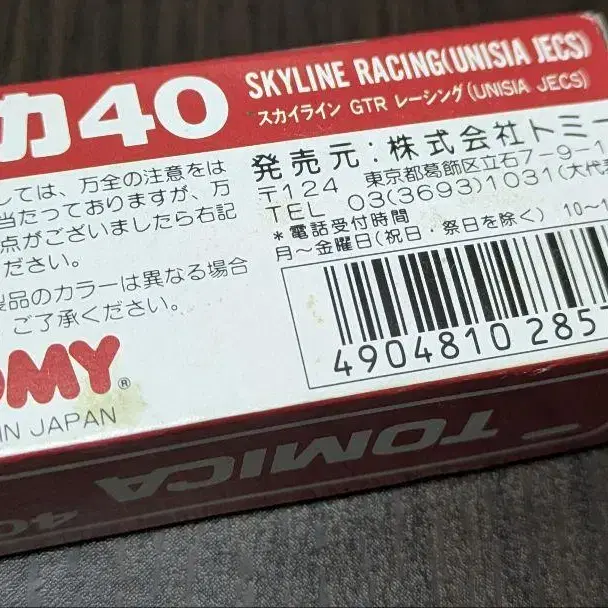 カ40 SKYLINE RACING(UNISIA JECS)
スカイライン GTR レーシング(UNISIA JECS)
しては、万全の注意をは
当たっておりますが、万
点がございましたら右記
ださい。
製品のカラーは異なる場合
ご了承ください。
発売元:株式会社トミー
〒124 東京都葛飾区立石7-9-1
TEL 03(3693)1031(大代
*電話受付時間
月~金曜日(祝日・祭日を除く) 10~1
4904810 285
OMY®
IN JAPAN
TOMICA
40